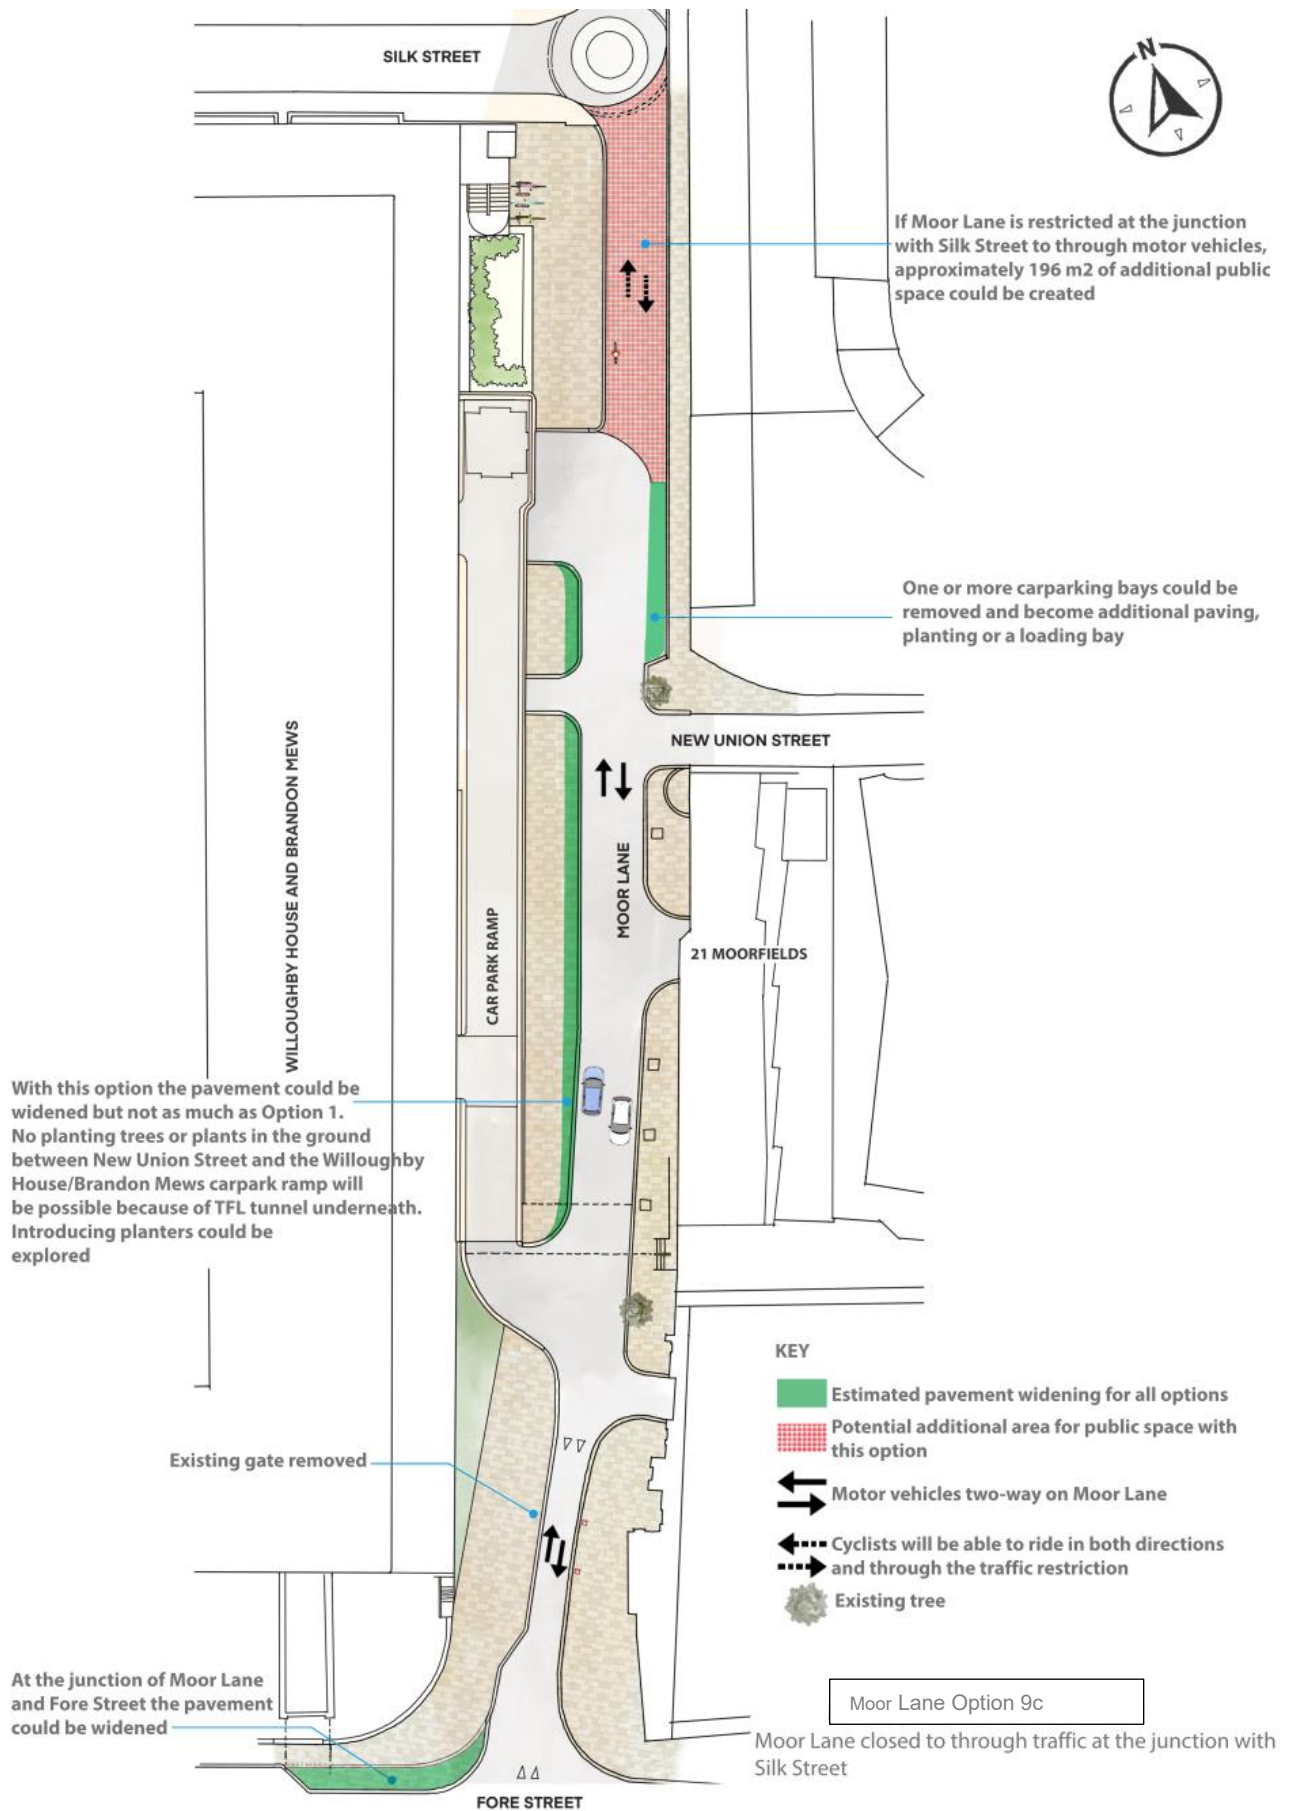 SILK STREET
N
If Moor Lane is restricted at the junction
with Silk Street to through motor vehicles,
approximately 196 m2 of additional public
space could be created
One or more carparking bays could be
removed and become additional paving,
planting or a loading bay
NEW UNION STREET
WILLOUGHBY HOUSE AND BRANDON MEWS
MOOR LANE
CAR PARK RAMP
21 MOORFIELDS
With this option the pavement could be
widened but not as much as Option 1.
No planting trees or plants in the ground
between New Union Street and the Willoughby
House/Brandon Mews carpark ramp will
be possible because of TFL tunnel underneath.
Introducing planters could be
explored
KEY
Estimated pavement widening for all options
Potential additional area for public space with
this option
Motor vehicles two-way on Moor Lane
Cyclists will be able to ride in both directions
and through the traffic restriction
Existing tree
Existing gate removed
At the junction of Moor Lane
and Fore Street the pavement
could be widened
Moor Lane Option 9c
Moor Lane closed to through traffic at the junction with
Silk Street
FORE STREET